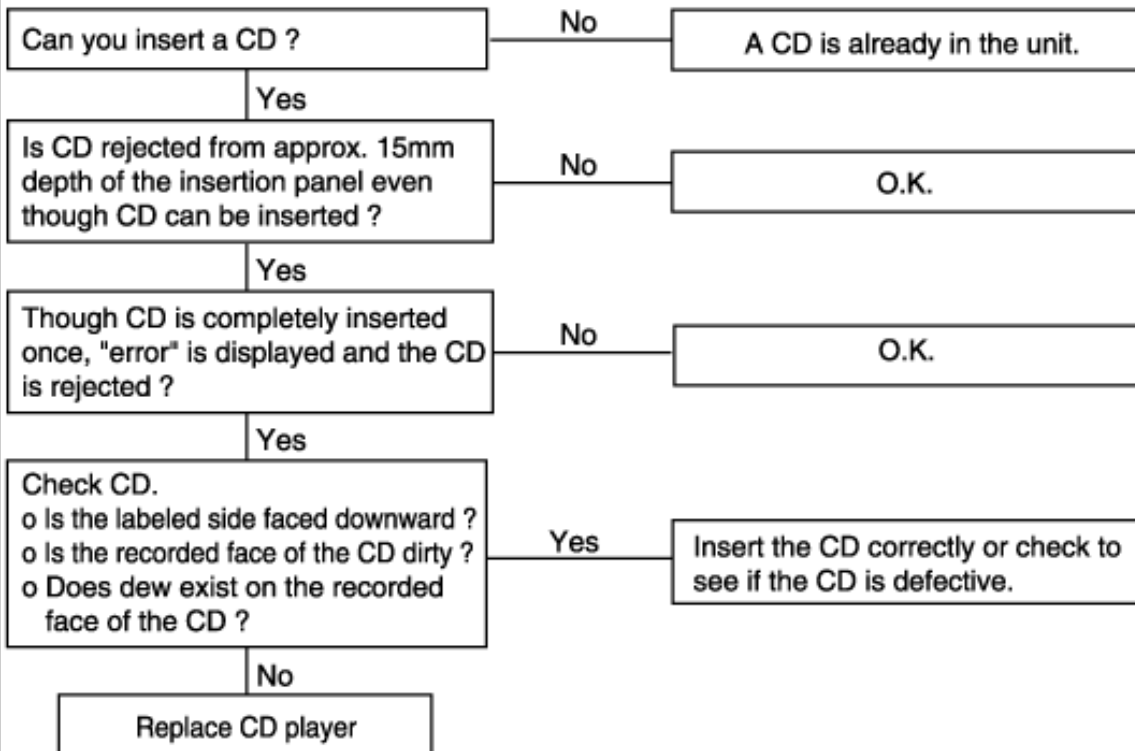 Can you insert a CD ?
No
A CD is already in the unit.
Yes
Is CD rejected from approx. 15mm
depth of the insertion panel even
though CD can be inserted ?
No
O.K.
Yes
Though CD is completely inserted
once, "error" is displayed and the CD
is rejected ?
No
O.K.
Yes
Check CD.
o Is the labeled side faced downward ?
o Is the recorded face of the CD dirty ?
o Does dew exist on the recorded
face of the CD ?
Yes
Insert the CD correctly or check to
see if the CD is defective.
No
Replace CD player